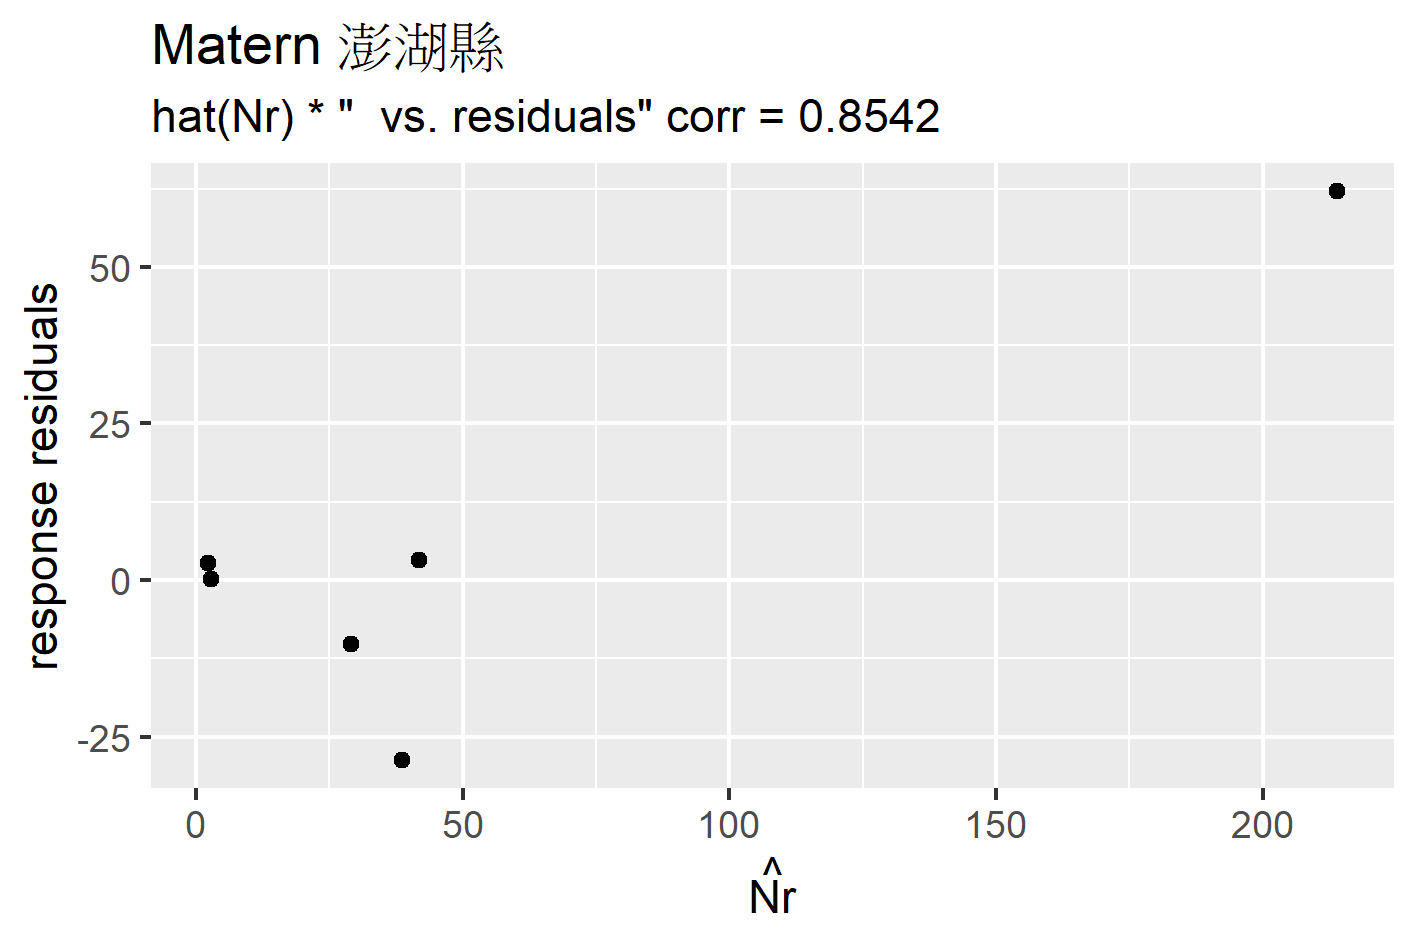 Matern 澎湖縣
hat(Nr) * "  vs. residuals" corr = 0.8542
response residuals
50
25
0
-25
0 50 100 150 200
N̂r